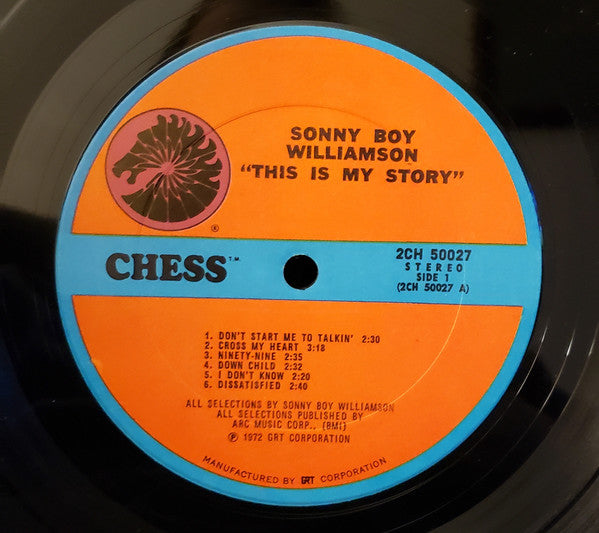 SONNY BOY
WILLIAMSON
"THIS IS MY STORY"
®
CHESS T.M.
2CH 50027
STEREO
SIDE 1
(2CH 50027 A)
1. DON'T START ME TO TALKIN' 2:30
2. CROSS MY HEART 3:18
3. NINETY-NINE 2:35
4. DOWN CHILD 2:32
5. I DON'T KNOW 2:20
6. DISSATISFIED 2:40
ALL SELECTIONS BY SONNY BOY WILLIAMSON
ALL SELECTIONS PUBLISHED BY
ARC MUSIC CORP., (BMI)
℗ 1972 GRT CORPORATION
MANUFACTURED BY GRT CORPORATION